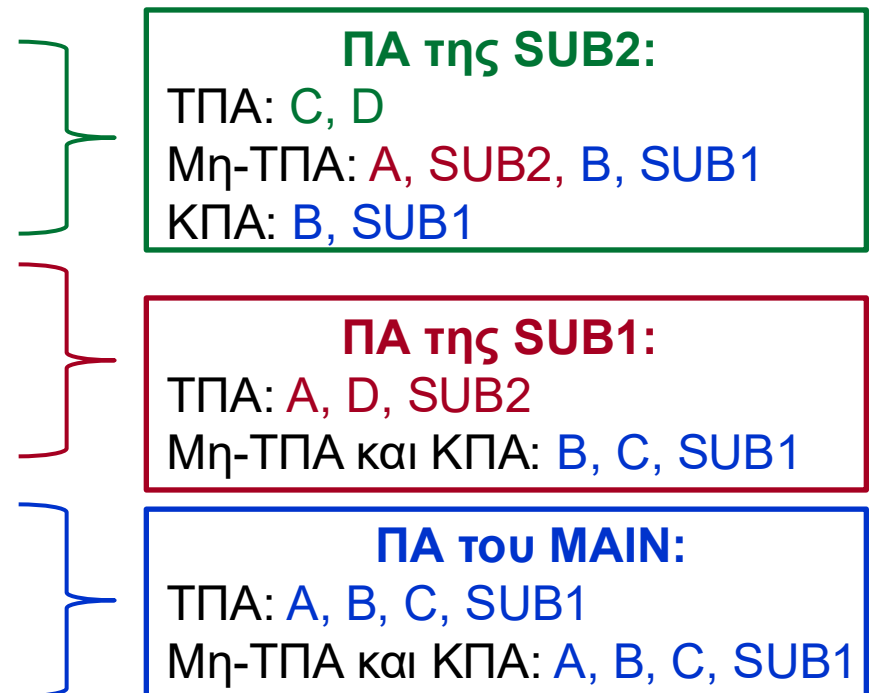 ΠΑ της SUB2:
ΤΠΑ: C, D
Μη-ΤΠΑ: A, SUB2, B, SUB1
ΚΠΑ: B, SUB1
ΠΑ της SUB1:
ΤΠΑ: A, D, SUB2
Μη-ΤΠΑ και ΚΠΑ: B, C, SUB1
ΠΑ του MAIN:
ΤΠΑ: A, B, C, SUB1
Μη-ΤΠΑ και ΚΠΑ: A, B, C, SUB1